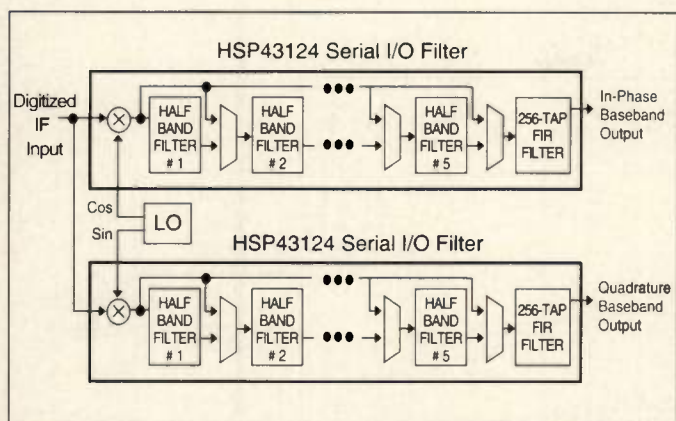 HSP43124 Serial I/O Filter
Digitized
IF
Input
HALF
BAND
FILTER
# 1
HALF
BAND
FILTER
# 2
HALF
BAND
FILTER
# 5
256-TAP
FIR
FILTER
In-Phase
Baseband
Output
Cos
Sin
LO
HSP43124 Serial I/O Filter
HALF
BAND
FILTER
# 1
HALF
BAND
FILTER
# 2
HALF
BAND
FILTER
# 5
256-TAP
FIR
FILTER
Quadrature
Baseband
Output